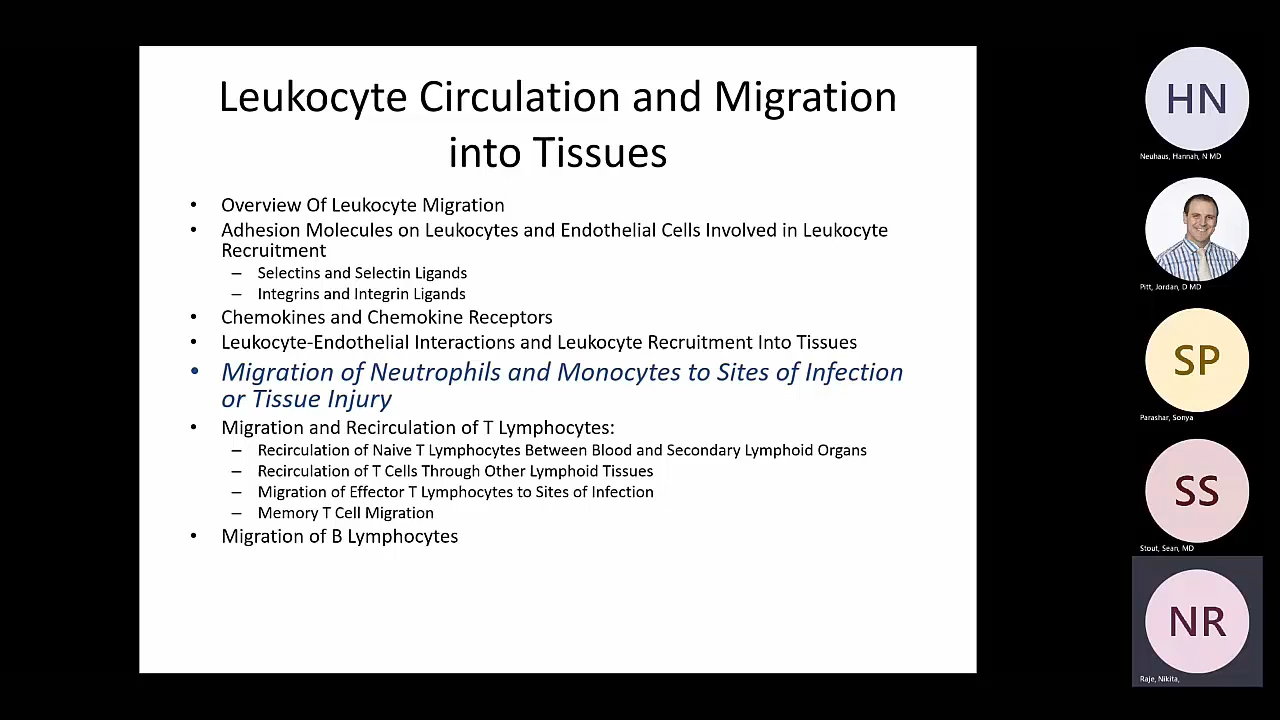 Leukocyte Circulation and Migration
into Tissues
• Overview Of Leukocyte Migration
• Adhesion Molecules on Leukocytes and Endothelial Cells Involved in Leukocyte
Recruitment
– Selectins and Selectin Ligands
– Integrins and Integrin Ligands
• Chemokines and Chemokine Receptors
• Leukocyte-Endothelial Interactions and Leukocyte Recruitment Into Tissues
• Migration of Neutrophils and Monocytes to Sites of Infection
or Tissue Injury
• Migration and Recirculation of T Lymphocytes:
– Recirculation of Naive T Lymphocytes Between Blood and Secondary Lymphoid Organs
– Recirculation of T Cells Through Other Lymphoid Tissues
– Migration of Effector T Lymphocytes to Sites of Infection
– Memory T Cell Migration
• Migration of B Lymphocytes
HN
Neuhaus, Hannah, N MD
Pitt, Jordan, D MD
SP
Parashar, Sonya
SS
Stout, Sean, MD
NR
Raje, Nikita,